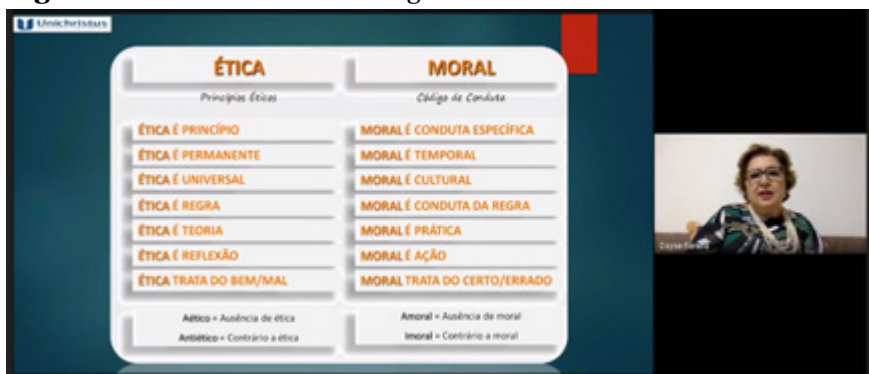 Unichristus
ÉTICA
Princípios Éticos
ÉTICA É PRINCÍPIO
ÉTICA É PERMANENTE
ÉTICA É UNIVERSAL
ÉTICA É REGRA
ÉTICA É TEORIA
ÉTICA É REFLEXÃO
ÉTICA TRATA DO BEM/MAL
Aético = Ausência de ética
Antiético = Contrário a ética
MORAL
Código de Conduta
MORAL É CONDUTA ESPECÍFICA
MORAL É TEMPORAL
MORAL É CULTURAL
MORAL É CONDUTA DA REGRA
MORAL É PRÁTICA
MORAL É AÇÃO
MORAL TRATA DO CERTO/ERRADO
Amoral = Ausência de moral
Imoral = Contrário a moral